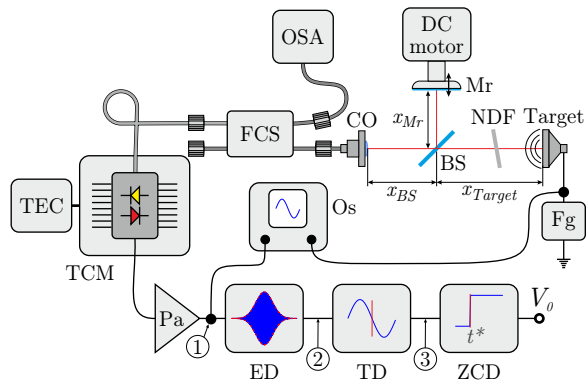 OSA
DC
motor
Mr
x_Mr
NDF
Target
CO
FCS
BS
x_BS
x_Target
TEC
TCM
Os
Fg
Pa
1
ED
2
TD
3
t*
ZCD
V_0